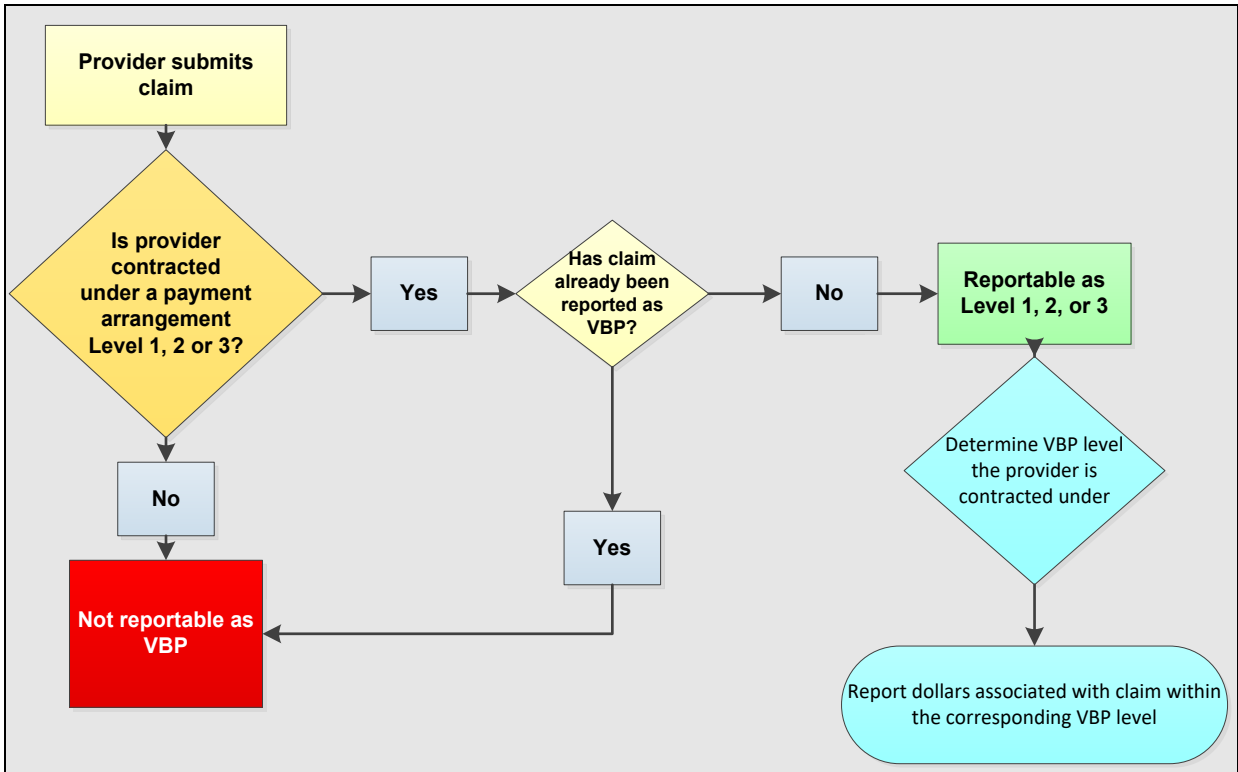 Provider submits
claim
Is provider
contracted
under a payment
arrangement
Level 1, 2 or 3?
Yes
Has claim
already been
reported as
VBP?
No
Reportable as
Level 1, 2, or 3
Determine VBP level
the provider is
contracted under
No
Yes
Not reportable as
VBP
Report dollars associated with claim within
the corresponding VBP level